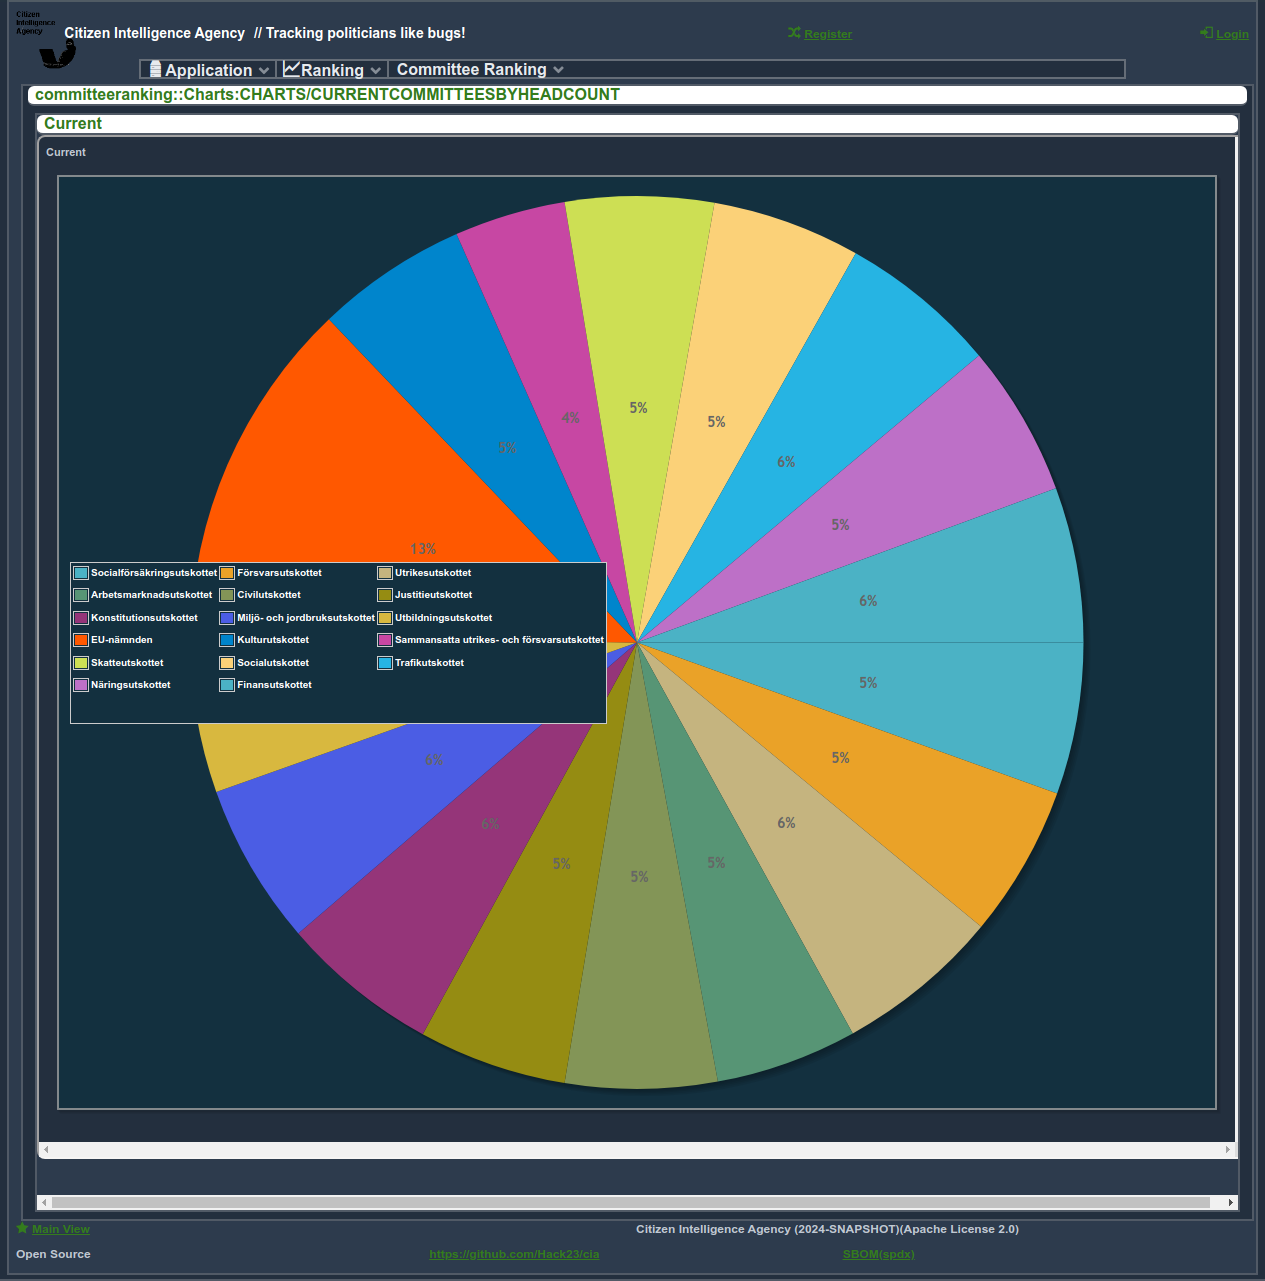 Citizen
Intelligence
Agency
Citizen Intelligence Agency // Tracking politicians like bugs!
Register
Login
Application
Ranking
Committee Ranking
committeeranking::Charts:CHARTS/CURRENTCOMMITTEESBYHEADCOUNT
Current
Current
5%
4%
5%
5%
6%
5%
6%
13%
5%
5%
6%
5%
5%
5%
6%
6%
Socialförsäkringsutskottet Försvarsutskottet Utrikesutskottet
Arbetsmarknadsutskottet Civilutskottet Justitieutskottet
Konstitutionsutskottet Miljö- och jordbruksutskottet Utbildningsutskottet
EU-nämnden Kulturutskottet Sammansatta utrikes- och försvarsutskottet
Skatteutskottet Socialutskottet Trafikutskottet
Näringsutskottet Finansutskottet
Main View
Citizen Intelligence Agency (2024-SNAPSHOT)(Apache License 2.0)
Open Source
https://github.com/Hack23/cia
SBOM(spdx)